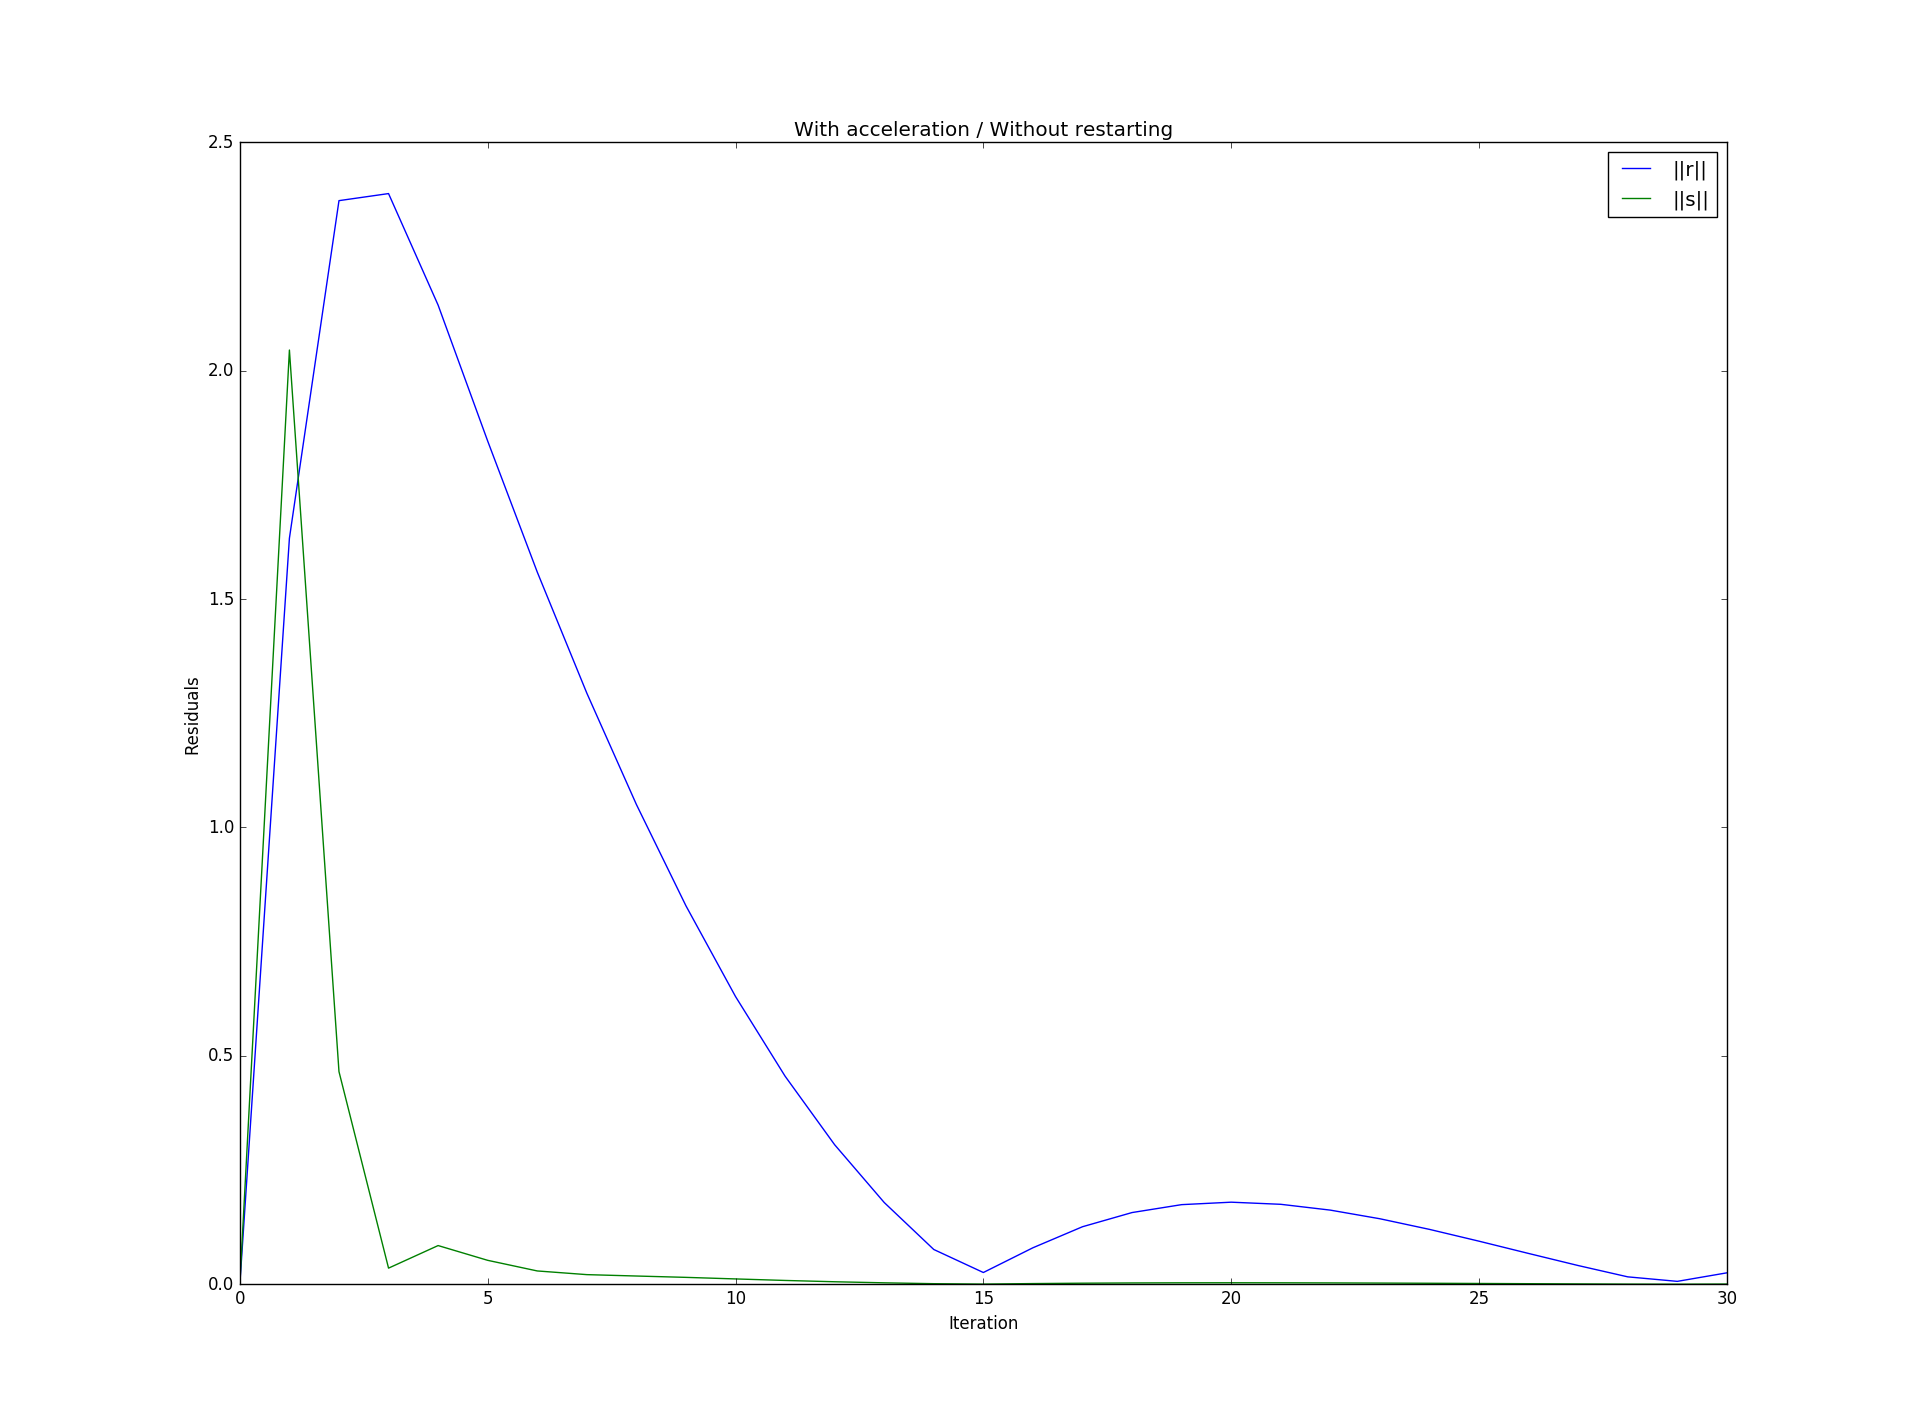 With acceleration / Without restarting
2.5
2.0
1.5
1.0
0.5
0.0
Residuals
||r||
||s||
0 5 10 15 20 25 30
Iteration